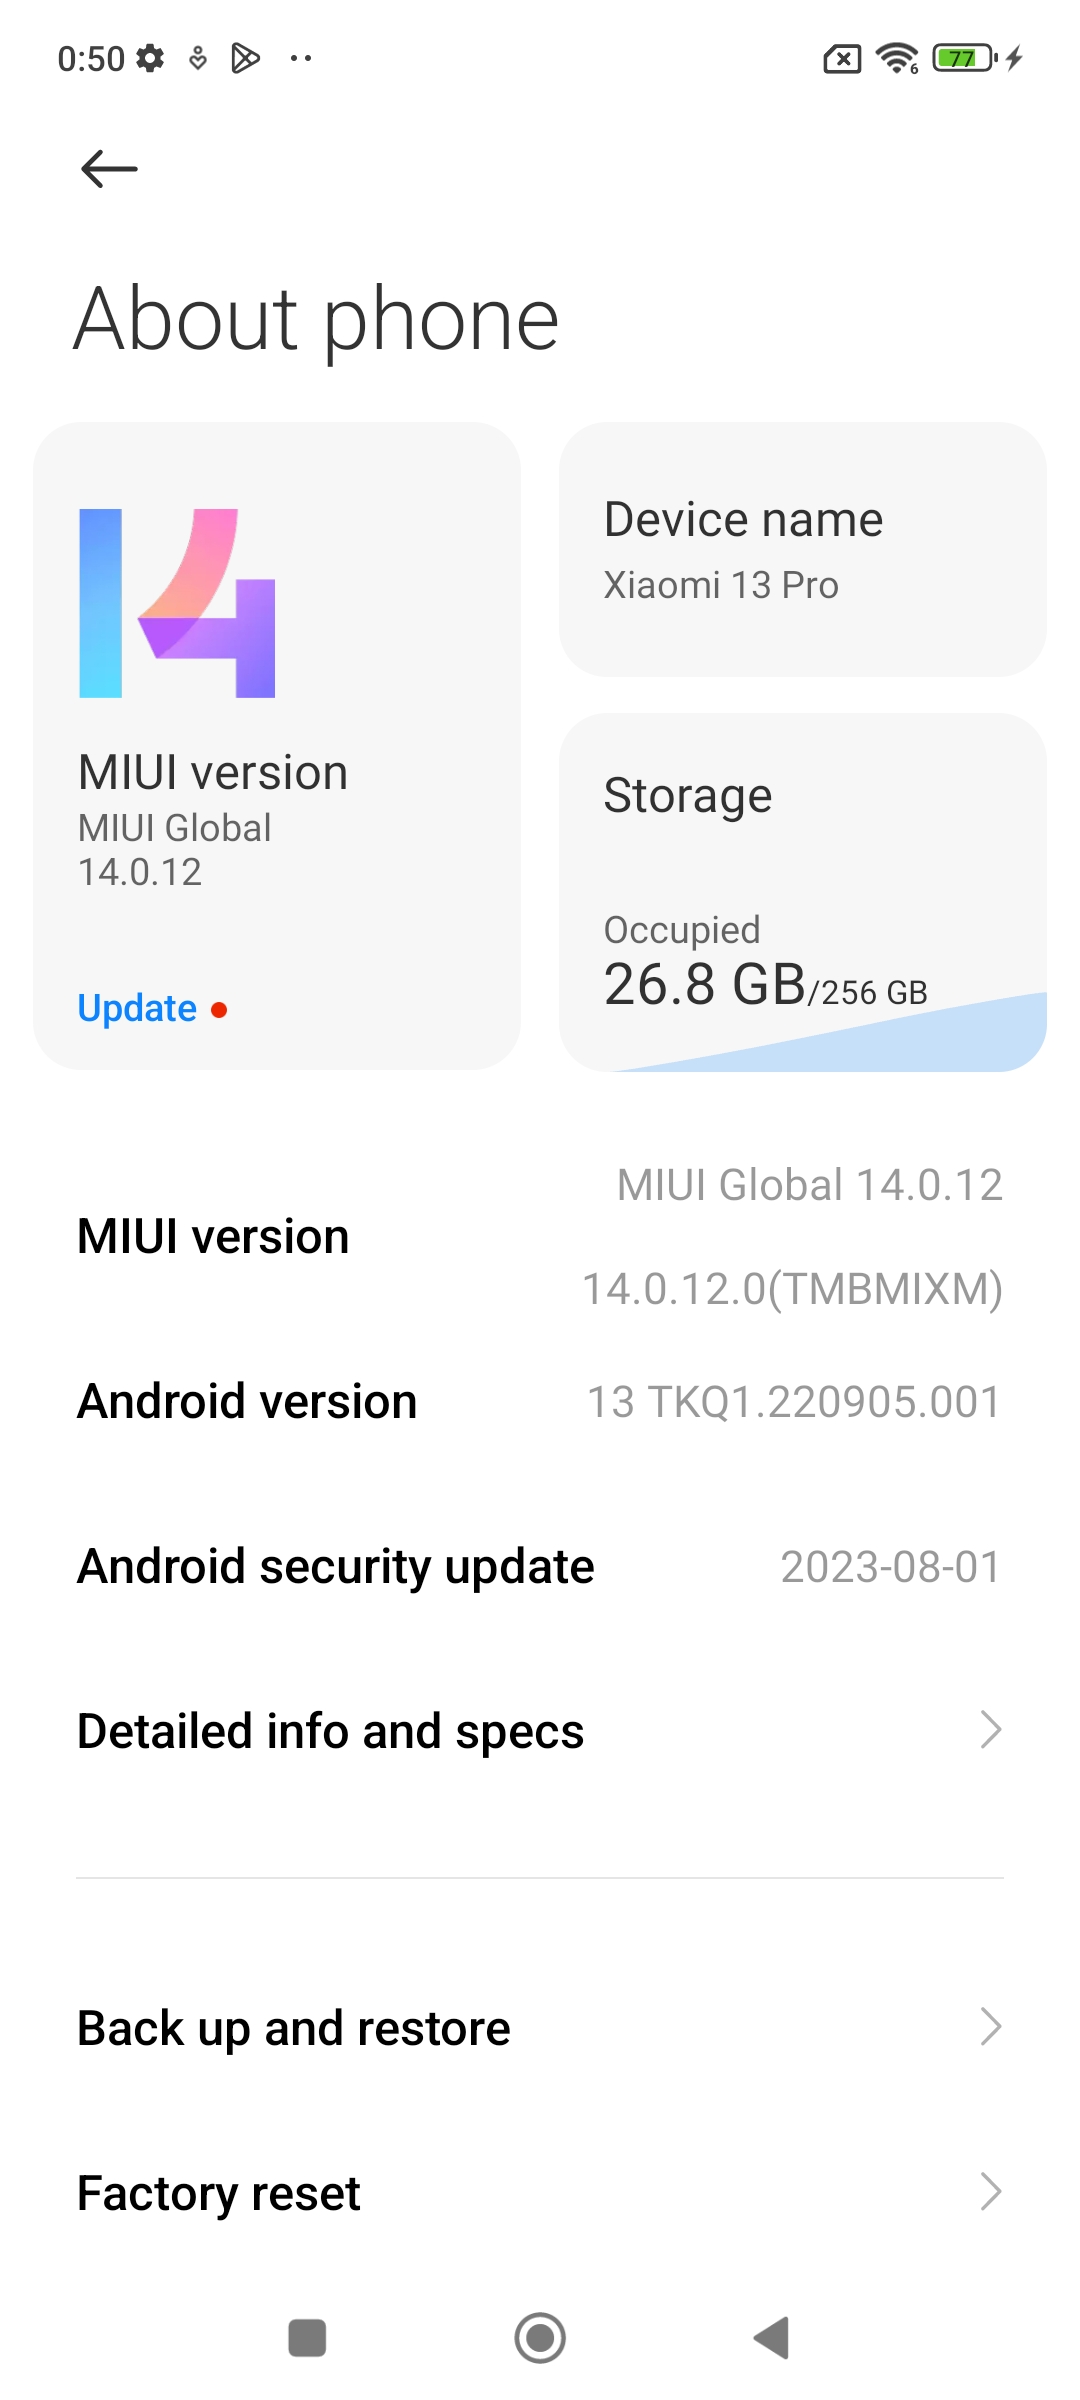 0:50
6
77
About phone
14
MIUI version
MIUI Global
14.0.12
Update
Device name
Xiaomi 13 Pro
Storage
Occupied
26.8 GB/256 GB
MIUI version
MIUI Global 14.0.12
14.0.12.0(TMBMIXM)
Android version
13 TKQ1.220905.001
Android security update
2023-08-01
Detailed info and specs
Back up and restore
Factory reset